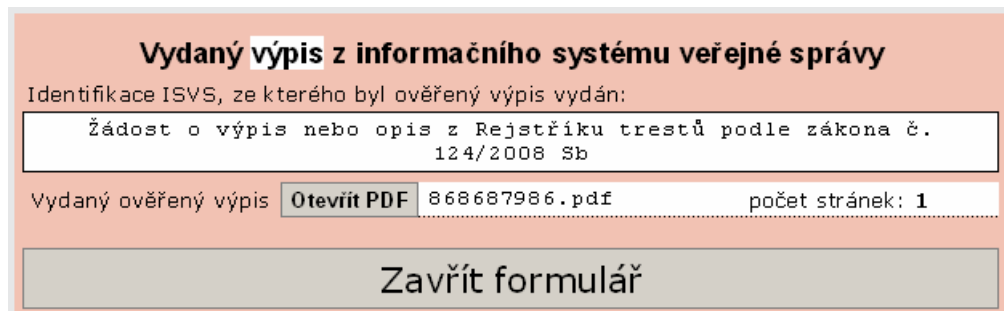 Vydaný výpis z informačního systému veřejné správy
Identifikace ISVS, ze kterého byl ověřený výpis vydán:
Žádost o výpis nebo opis z Rejstříku trestů podle zákona č.
124/2008 Sb
Vydaný ověřený výpis Otevřít PDF 868687986.pdf počet stránek: 1
Zavřít formulář